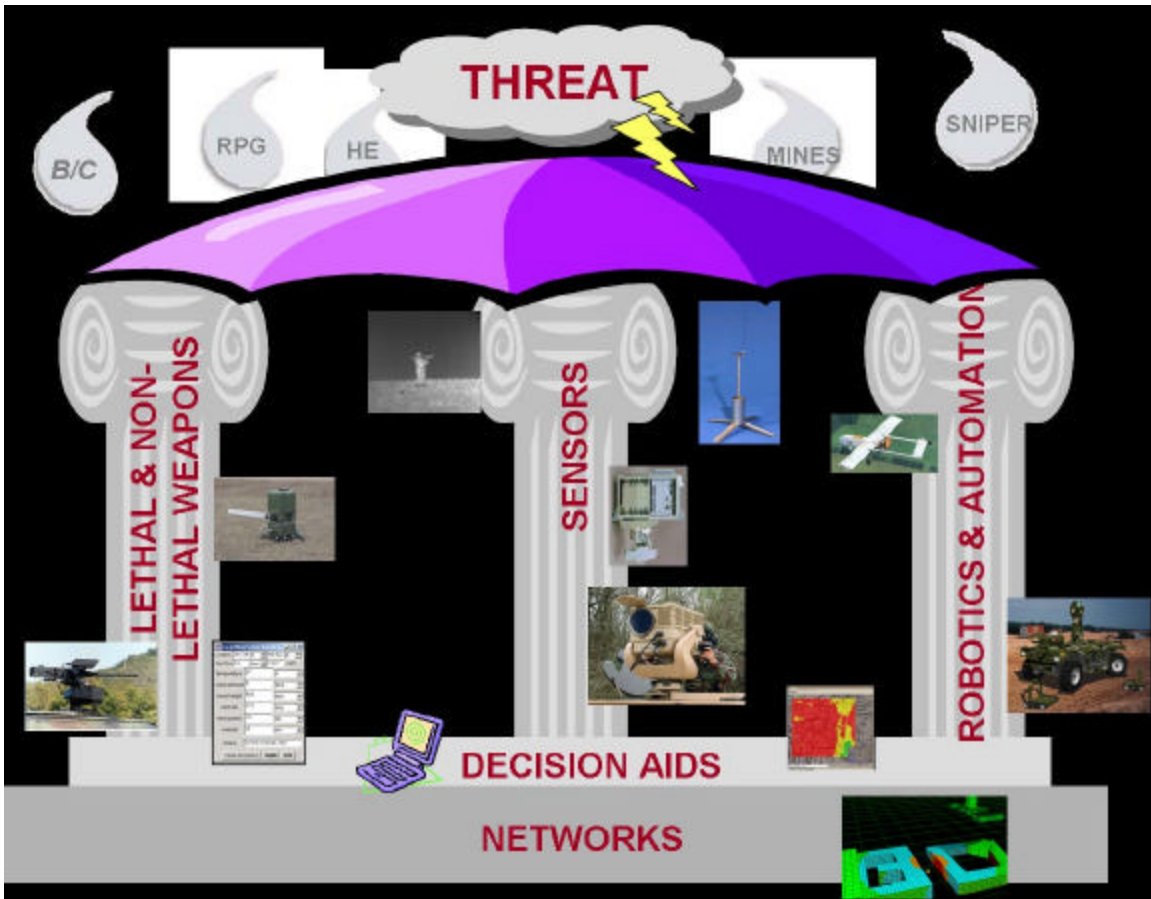 THREAT
B/C
RPG
HE
MINES
SNIPER
LETHAL & NON-
LETHAL WEAPONS
SENSORS
ROBOTICS & AUTOMATION
DECISION AIDS
NETWORKS